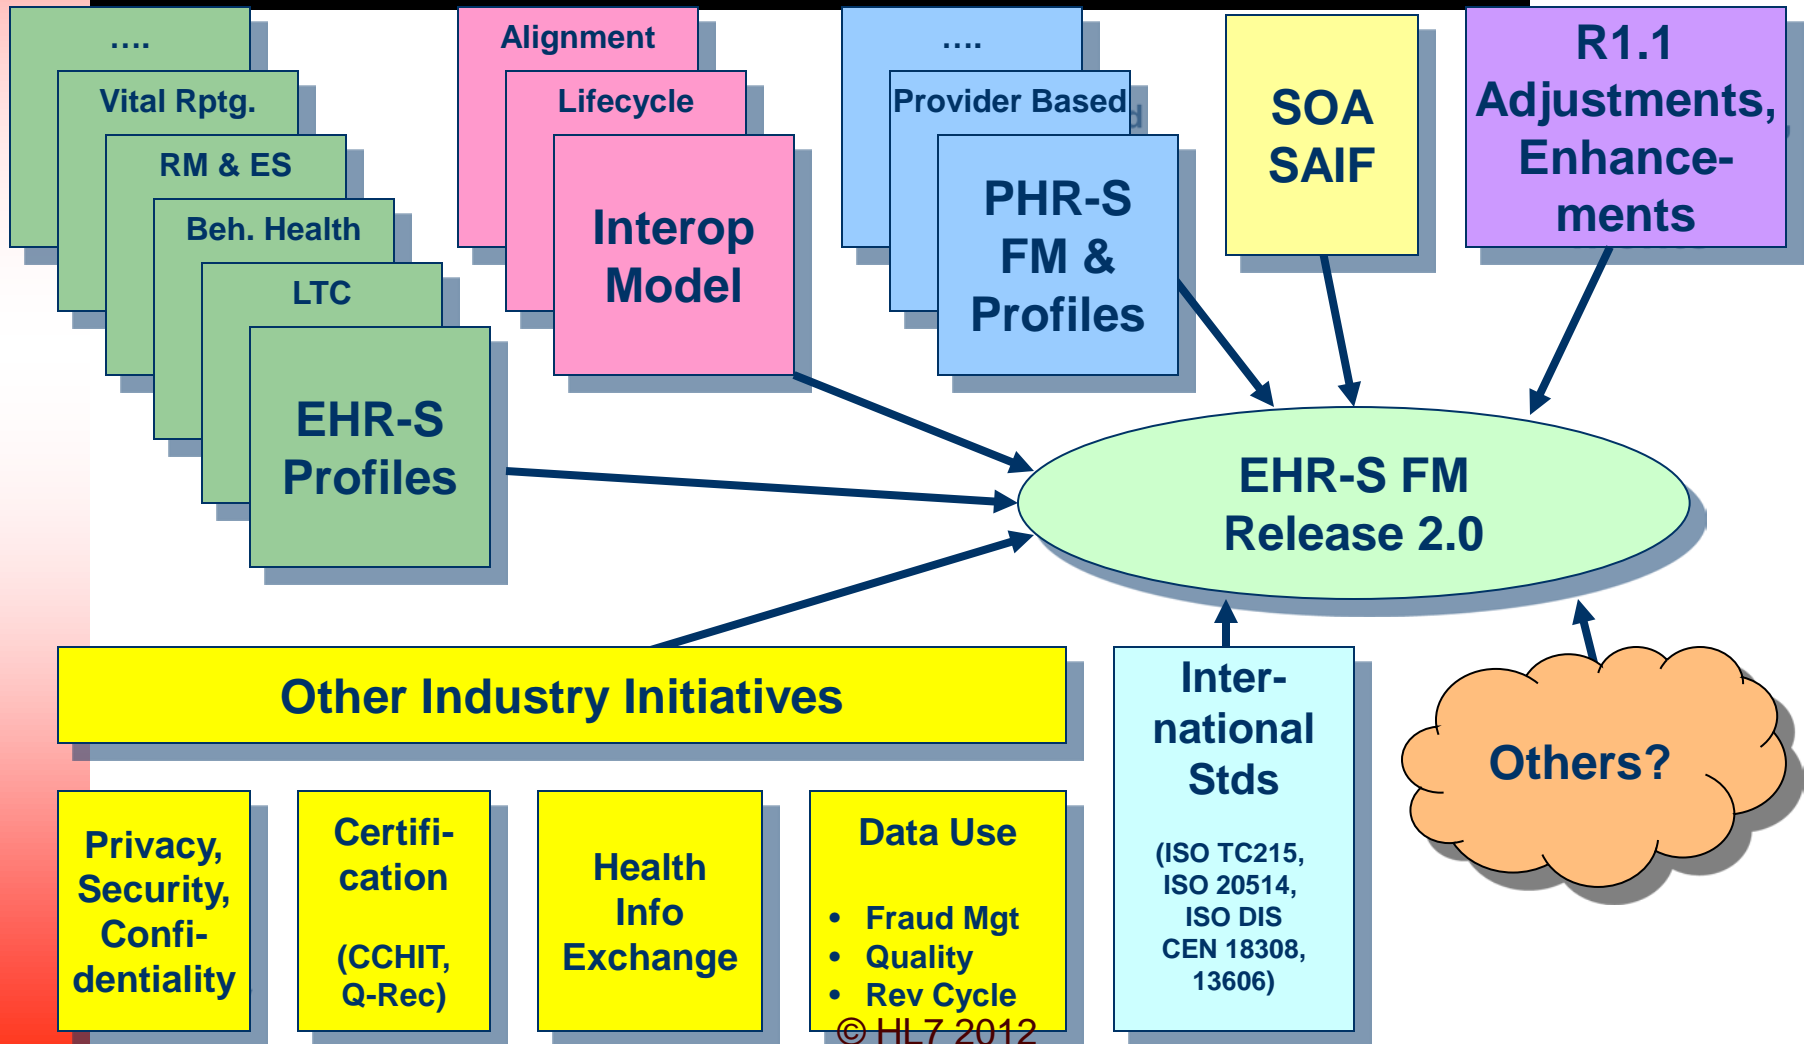 ….
Vital Rptg.
RM & ES
Beh. Health
LTC
EHR-S
Profiles
Alignment
Lifecycle
Interop
Model
….
Provider Based
PHR-S
FM &
Profiles
SOA
SAIF
R1.1
Adjustments,
Enhance-
ments
EHR-S FM
Release 2.0
Other Industry Initiatives
Privacy,
Security,
Confi-
dentiality
Certifi-
cation
(CCHIT,
Q-Rec)
Health
Info
Exchange
Data Use
• Fraud Mgt
• Quality
• Rev Cycle
Inter-
national
Stds
(ISO TC215,
ISO 20514,
ISO DIS
CEN 18308,
13606)
Others?
© HL7 2012